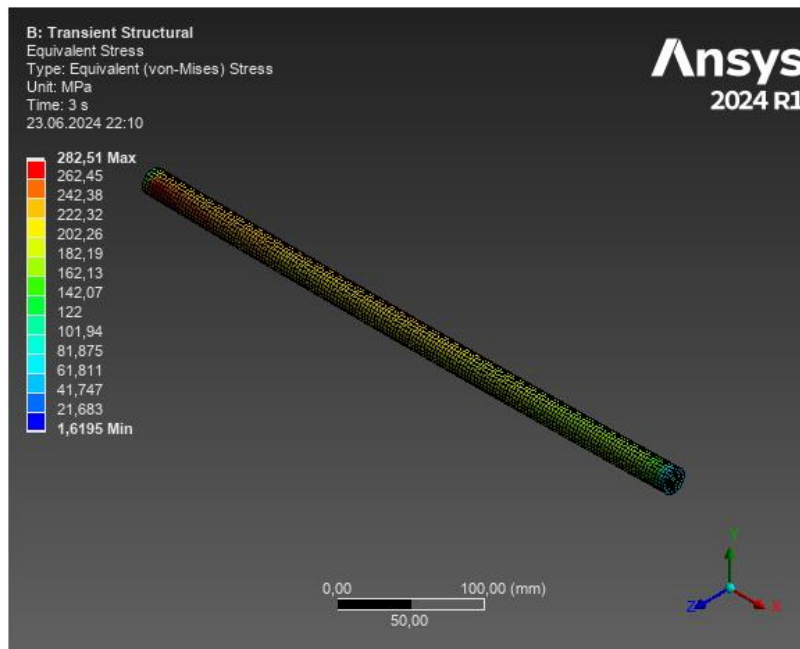 B: Transient Structural
Equivalent Stress
Type: Equivalent (von-Mises) Stress
Unit: MPa
Time: 3 s
23.06.2024 22:10
Ansys
2024 R1
282,51 Max
262,45
242,38
222,32
202,26
182,19
162,13
142,07
122
101,94
81,875
61,811
41,747
21,683
1,6195 Min
0,00 100,00 (mm)
50,00
Y
Z X